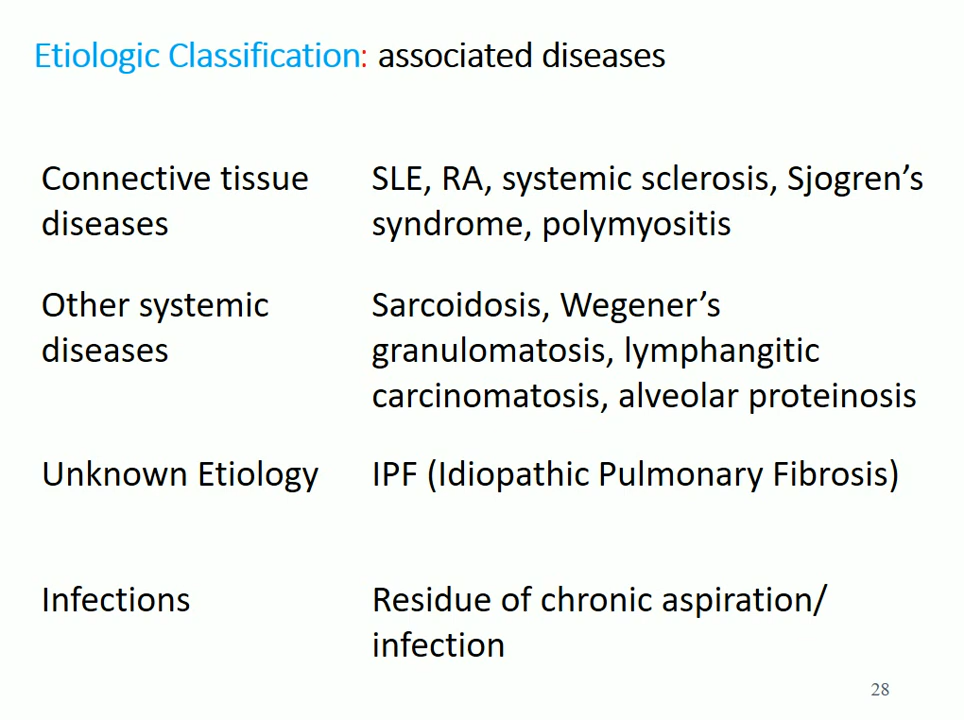 Etiologic Classification: associated diseases
Connective tissue
diseases
SLE, RA, systemic sclerosis, Sjogren’s
syndrome, polymyositis
Other systemic
diseases
Sarcoidosis, Wegener’s
granulomatosis, lymphangitic
carcinomatosis, alveolar proteinosis
Unknown Etiology
IPF (Idiopathic Pulmonary Fibrosis)
Infections
Residue of chronic aspiration/
infection
28